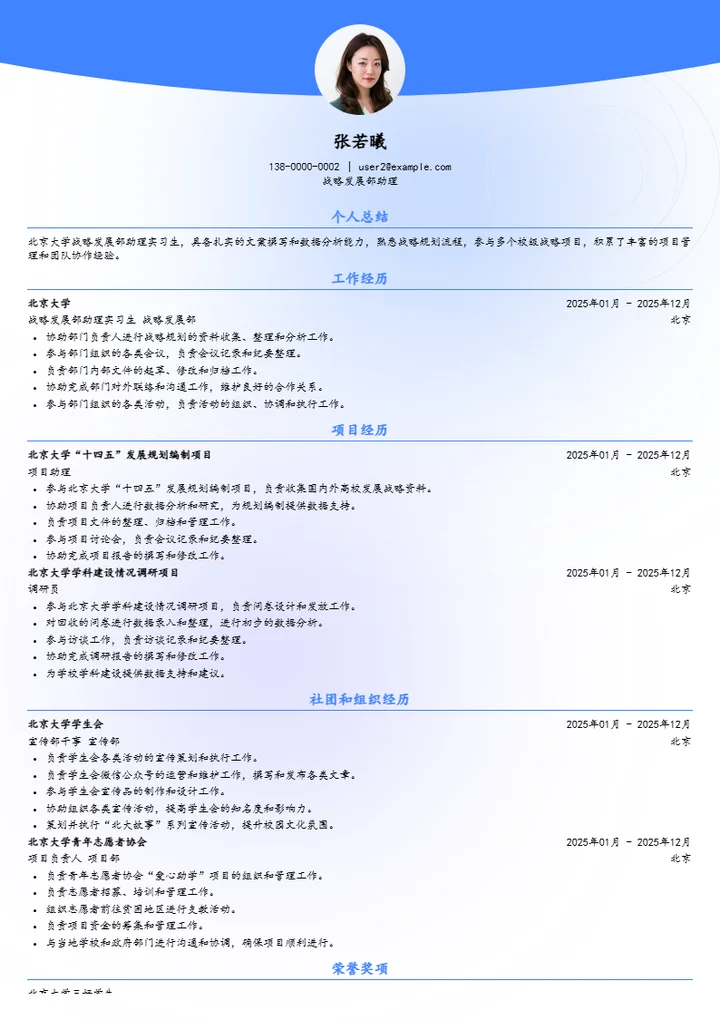 张若曦
138-0000-0002 | user2@example.com
战略发展部助理
个人总结
北京大学战略发展部助理实习生，具备扎实的文案撰写和数据分析能力，熟悉战略规划流程，参与多个校级战略项目，积累了丰富的项目管
理和团队协作经验。
工作经历
北京大学 2025年01月 - 2025年12月
战略发展部助理实习生 战略发展部 北京
• 协助部门负责人进行战略规划的资料收集、整理和分析工作。
• 参与部门组织的各类会议，负责会议记录和纪要整理。
• 负责部门内部文件的起草、修改和归档工作。
• 协助完成部门对外联络和沟通工作，维护良好的合作关系。
• 参与部门组织的各类活动，负责活动的组织、协调和执行工作。
项目经历
北京大学“十四五”发展规划编制项目 2025年01月 - 2025年12月
项目助理 北京
• 参与北京大学“十四五”发展规划编制项目，负责收集国内外高校发展战略资料。
• 协助项目负责人进行数据分析和研究，为规划编制提供数据支持。
• 负责项目文件的整理、归档和管理工作。
• 参与项目讨论会，负责会议记录和纪要整理。
• 协助完成项目报告的撰写和修改工作。
北京大学学科建设情况调研项目 2025年01月 - 2025年12月
调研员 北京
• 参与北京大学学科建设情况调研项目，负责问卷设计和发放工作。
• 对回收的问卷进行数据录入和整理，进行初步的数据分析。
• 参与访谈工作，负责访谈记录和纪要整理。
• 协助完成调研报告的撰写和修改工作。
• 为学校学科建设提供数据支持和建议。
社团和组织经历
北京大学学生会 2025年01月 - 2025年12月
宣传部干事 宣传部 北京
• 负责学生会各类活动的宣传策划和执行工作。
• 负责学生会微信公众号的运营和维护工作，撰写和发布各类文章。
• 参与学生会宣传品的制作和设计工作。
• 协助组织各类宣传活动，提高学生会的知名度和影响力。
• 策划并执行“北大故事”系列宣传活动，提升校园文化氛围。
北京大学青年志愿者协会 2025年01月 - 2025年12月
项目负责人 项目部 北京
• 负责青年志愿者协会“爱心助学”项目的组织和管理工作。
• 负责志愿者招募、培训和管理工作。
• 组织志愿者前往贫困地区进行支教活动。
• 负责项目资金的筹集和管理工作。
• 与当地学校和政府部门进行沟通和协调，确保项目顺利进行。
荣誉奖项
北京大学三好学生